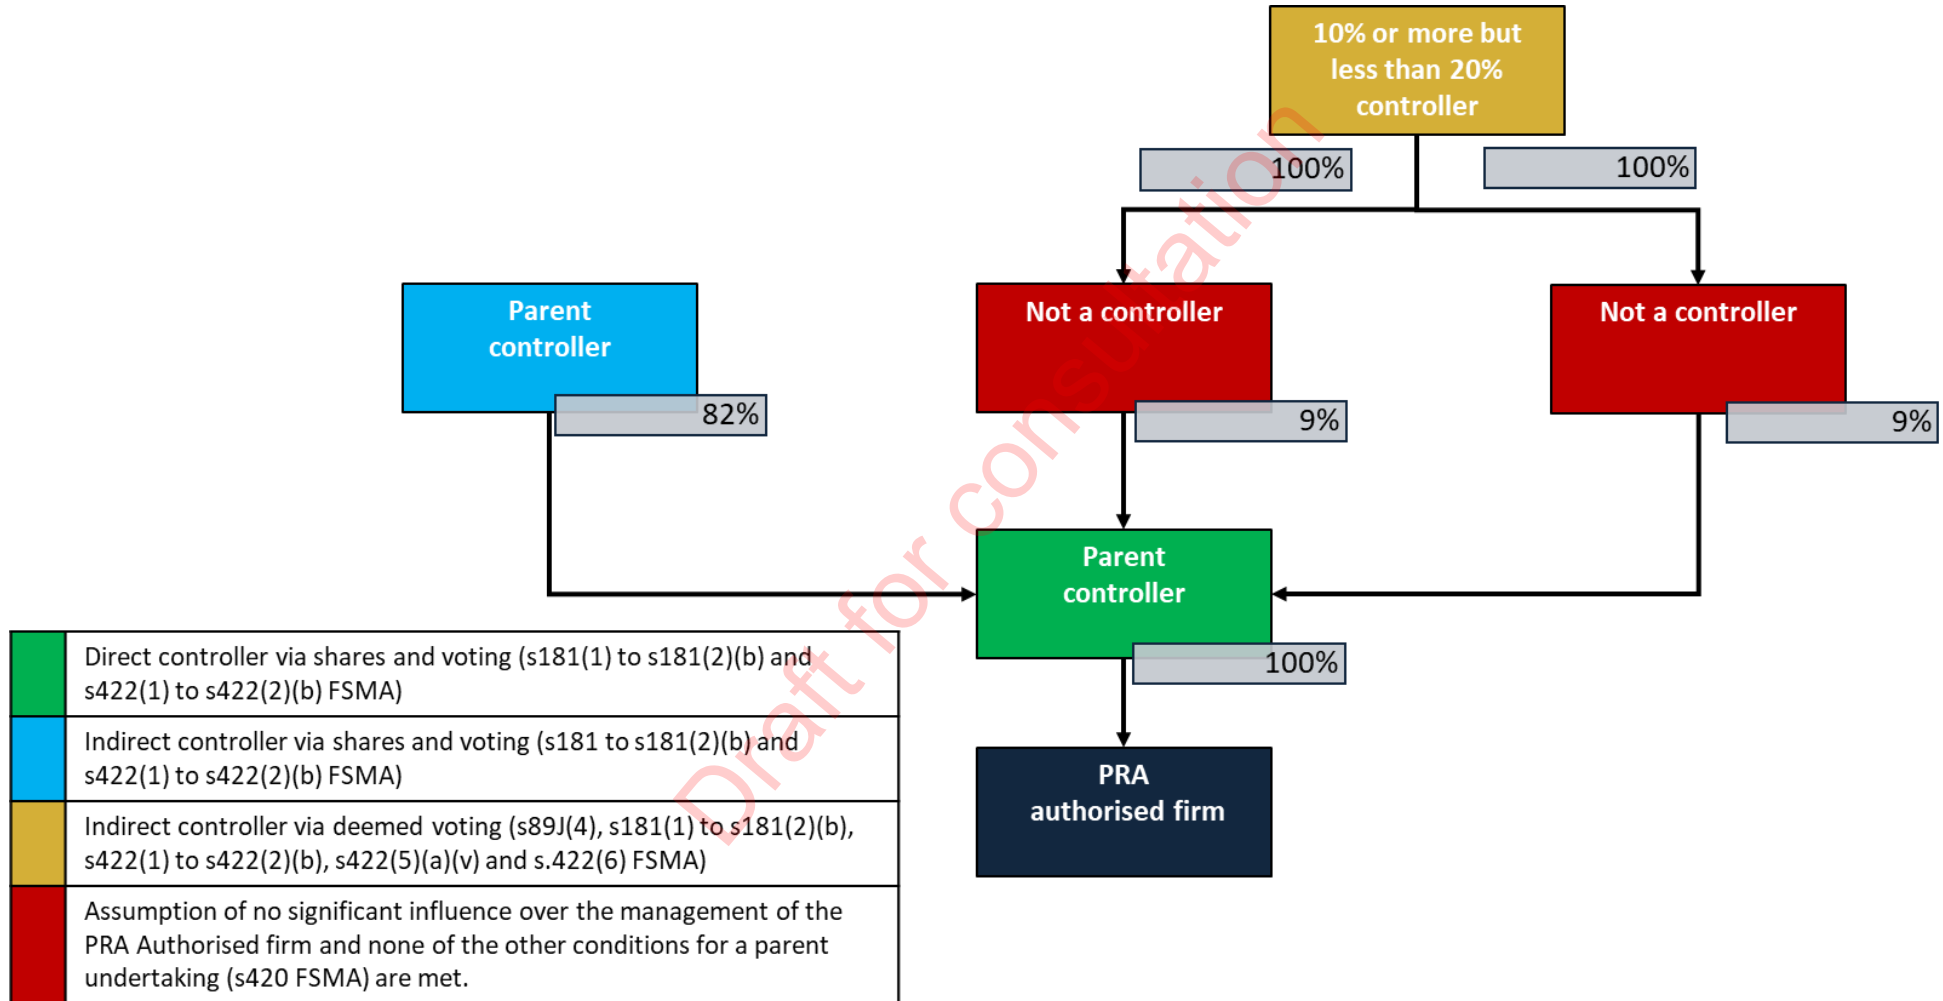 10% or more but
less than 20%
controller
100%
100%
Parent
controller
82%
Not a controller
9%
Not a controller
9%
Parent
controller
100%
PRA
authorised firm
Direct controller via shares and voting (s181(1) to s181(2)(b) and
s422(1) to s422(2)(b) FSMA)
Indirect controller via shares and voting (s181 to s181(2)(b) and
s422(1) to s422(2)(b) FSMA)
Indirect controller via deemed voting (s89J(4), s181(1) to s181(2)(b),
s422(1) to s422(2)(b), s422(5)(a)(v) and s.422(6) FSMA)
Assumption of no significant influence over the management of the
PRA Authorised firm and none of the other conditions for a parent
undertaking (s420 FSMA) are met.
Draft for consultation